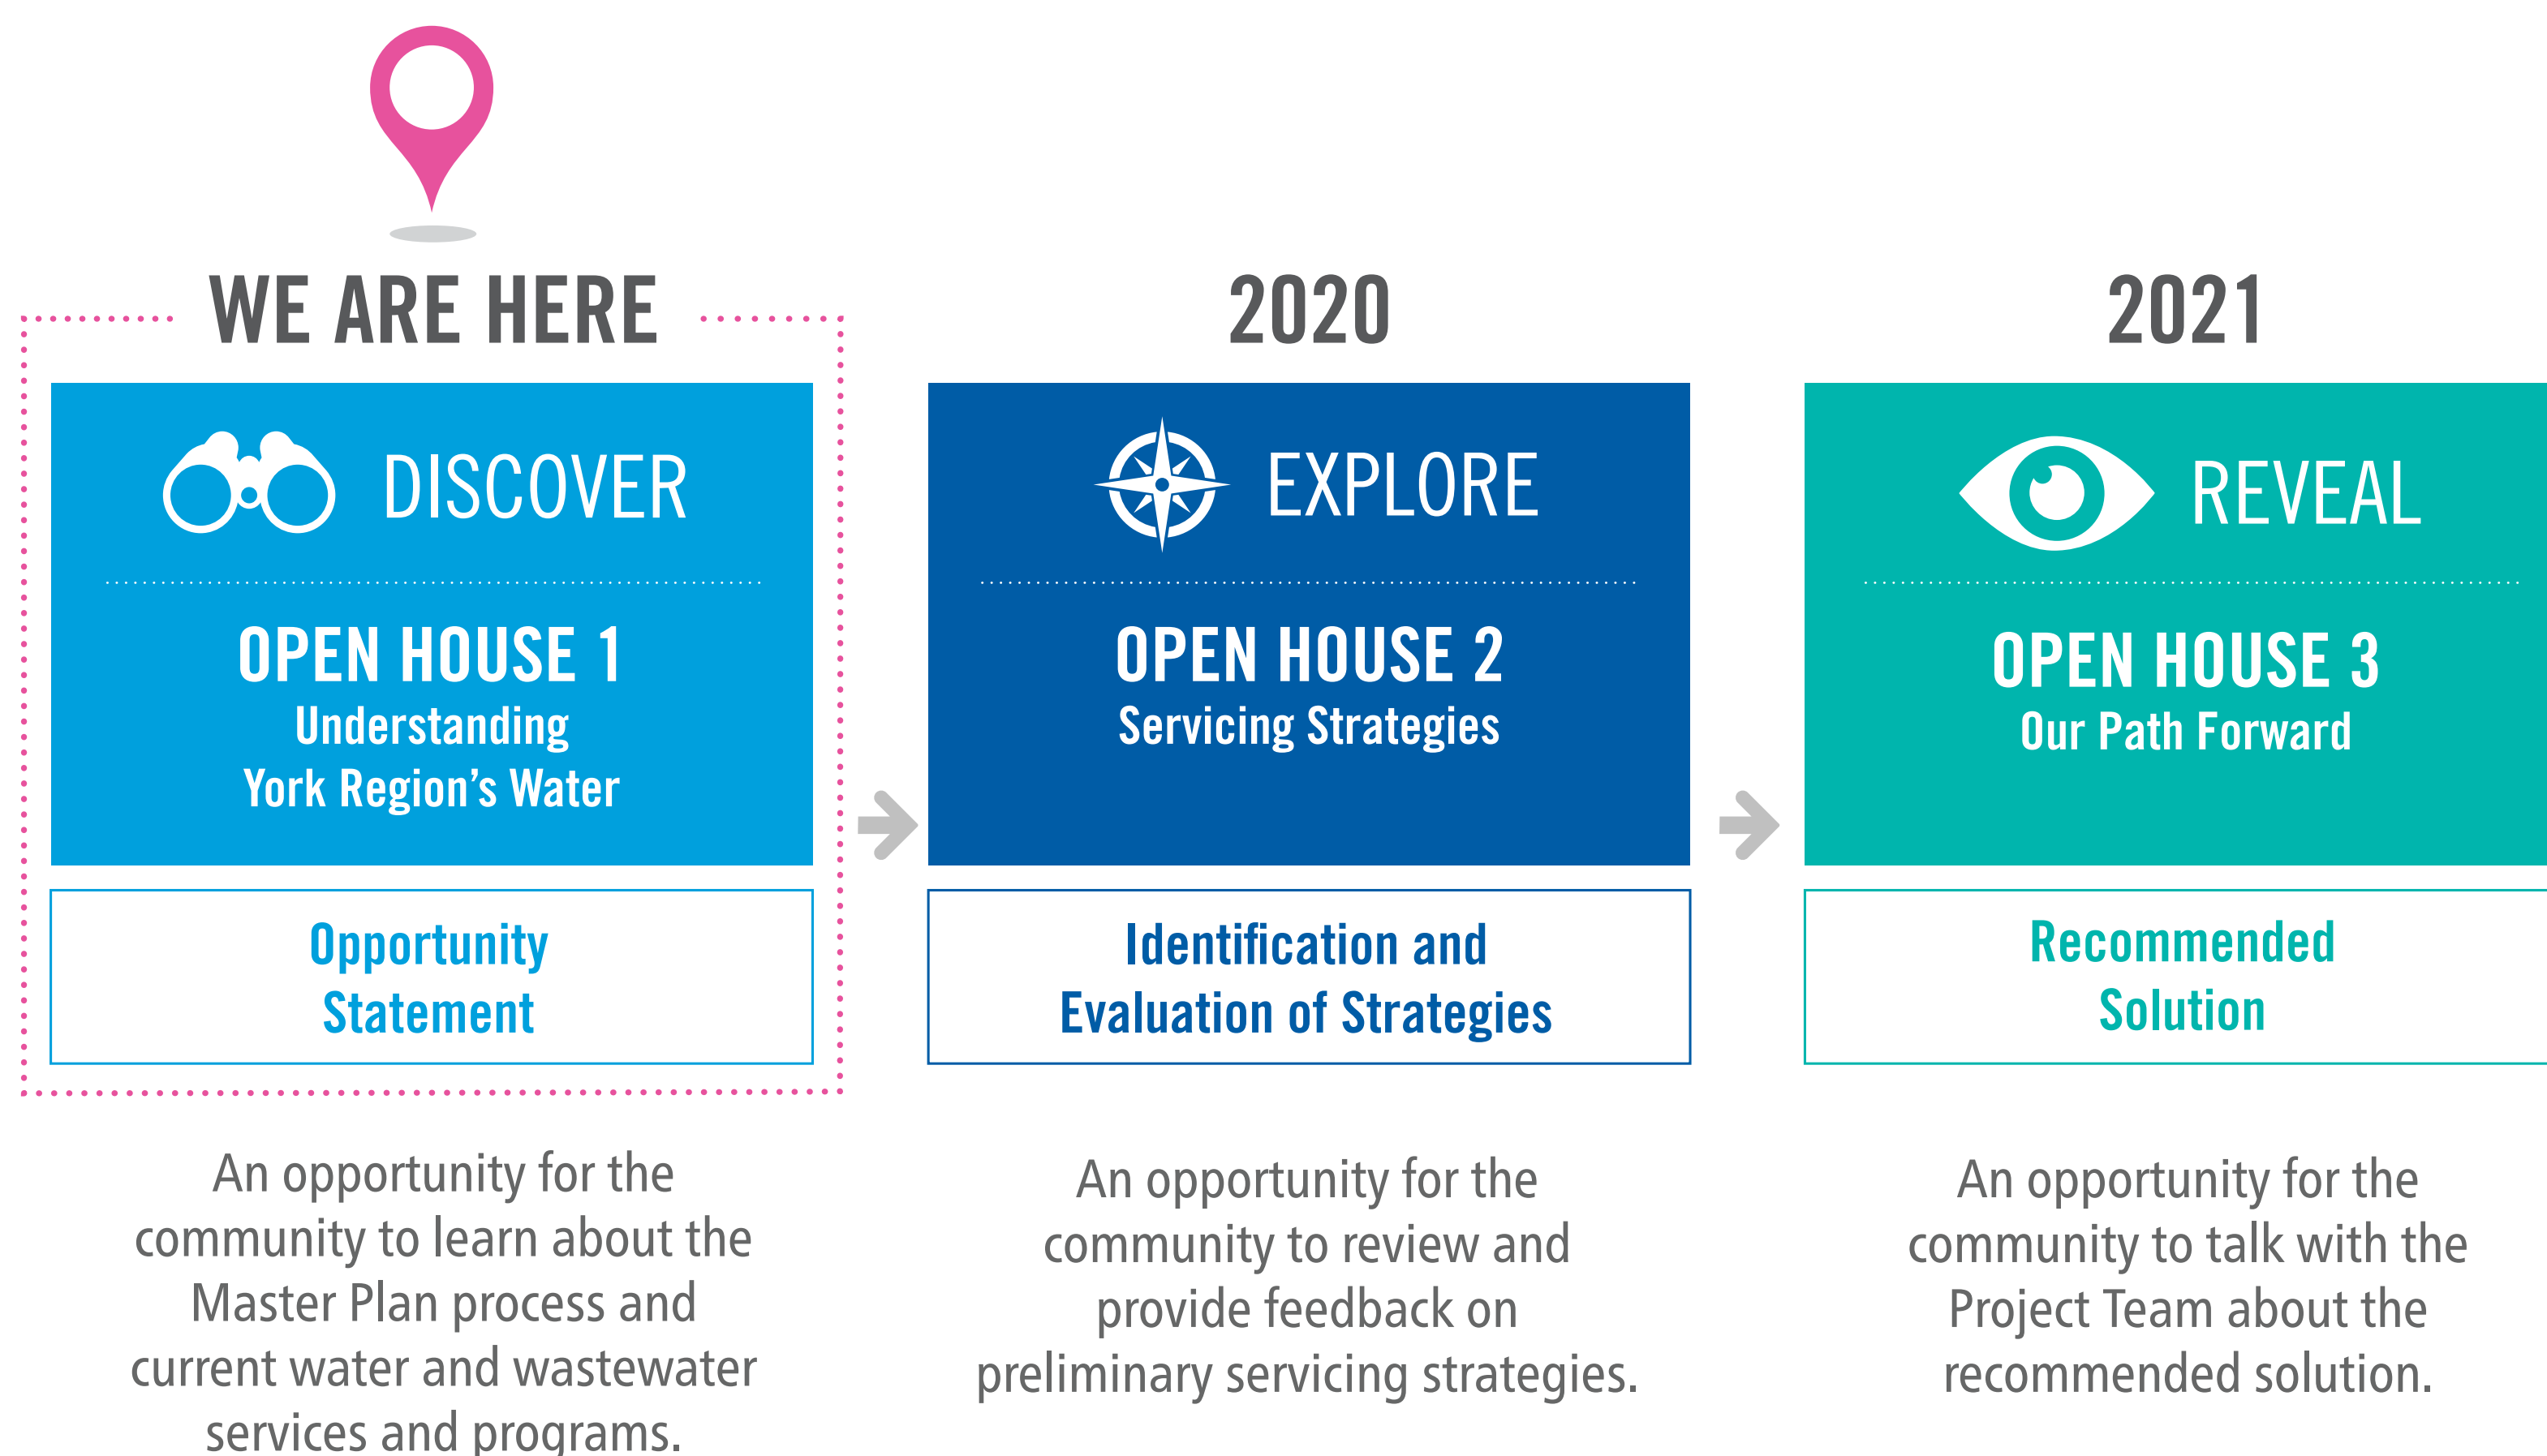 WE ARE HERE
DISCOVER
OPEN HOUSE 1
Understanding
York Region’s Water
Opportunity
Statement
An opportunity for the
community to learn about the
Master Plan process and
current water and wastewater
services and programs.
2020
EXPLORE
OPEN HOUSE 2
Servicing Strategies
Identification and
Evaluation of Strategies
An opportunity for the
community to review and
provide feedback on
preliminary servicing strategies.
2021
REVEAL
OPEN HOUSE 3
Our Path Forward
Recommended
Solution
An opportunity for the
community to talk with the
Project Team about the
recommended solution.